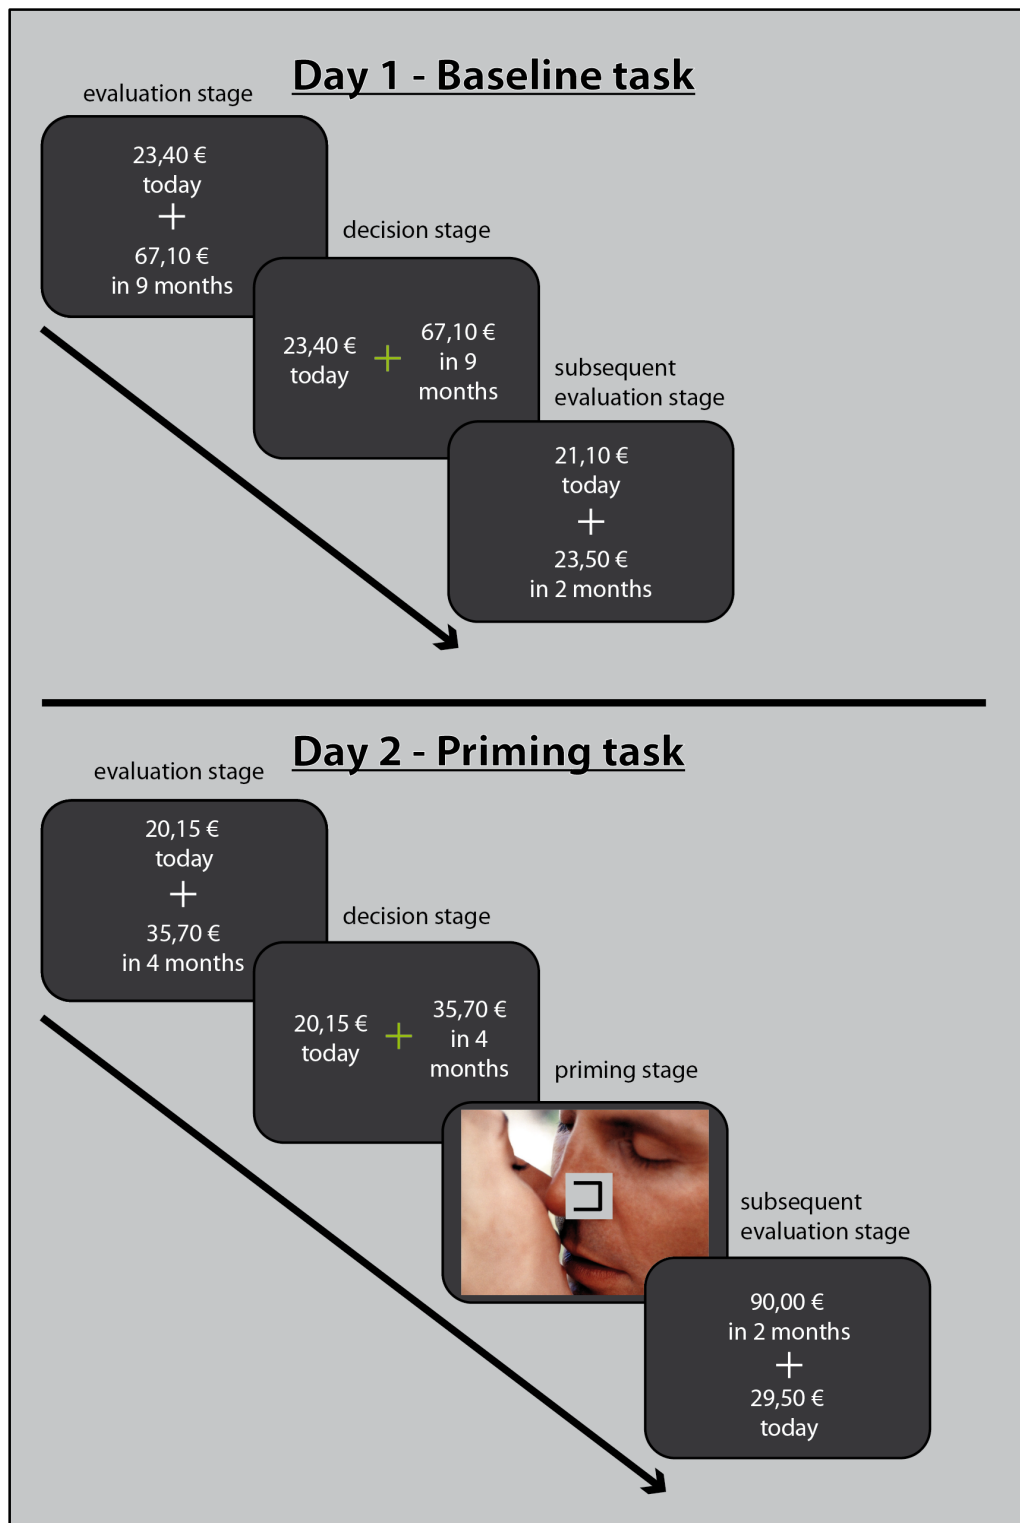 Day 1 - Baseline task
evaluation stage
23,40 €
today
67,10 €
in 9 months
decision stage
23,40 €
today
67,10 €
in 9
months
subsequent
evaluation stage
21,10 €
today
23,50 €
in 2 months
Day 2 - Priming task
evaluation stage
20,15 €
today
35,70 €
in 4 months
decision stage
20,15 €
today
35,70 €
in 4
months
priming stage
subsequent
evaluation stage
90,00 €
in 2 months
29,50 €
today